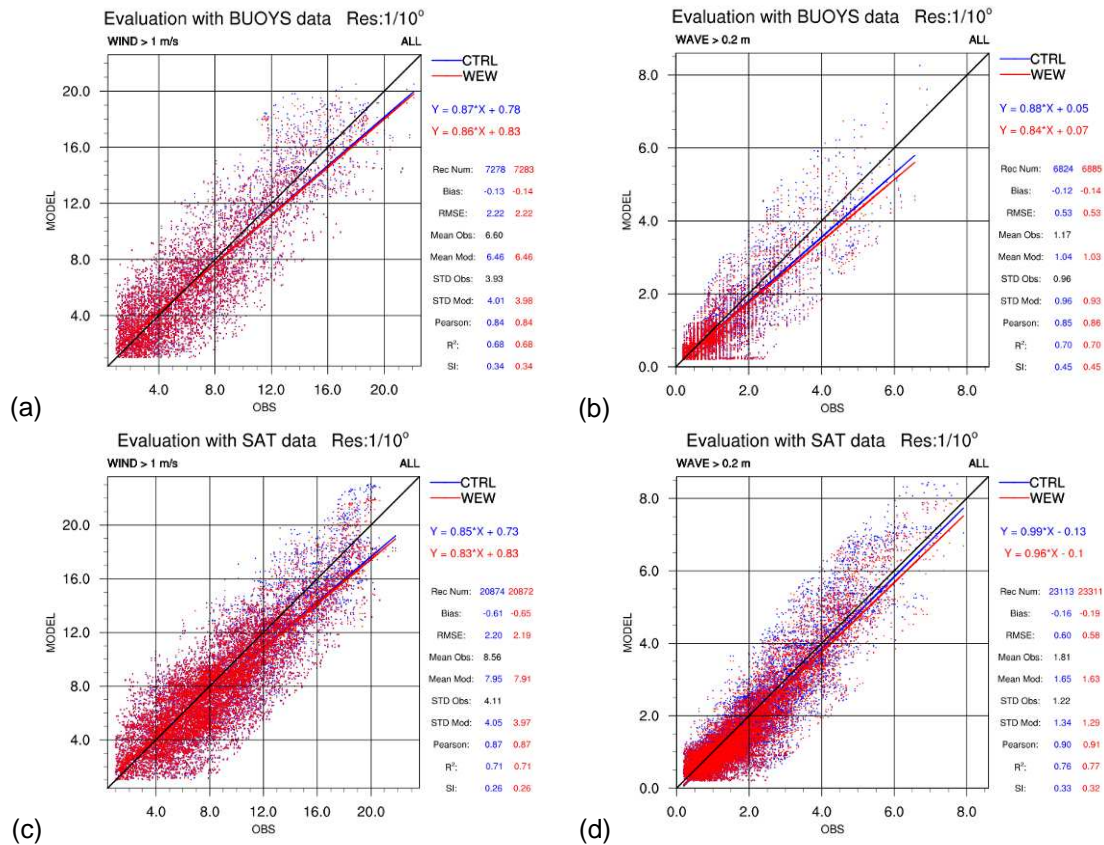 Evaluation with BUOYS data Res:1/10°
WIND > 1 m/s ALL
CTRL
WEW
Y = 0.87*X + 0.78
Y = 0.86*X + 0.83
Rec Num: 7278 7283
Bias: -0.13 -0.14
RMSE: 2.22 2.22
Mean Obs: 6.60
Mean Mod: 6.46 6.46
STD Obs: 3.93
STD Mod: 4.01 3.98
Pearson: 0.84 0.84
R²: 0.68 0.68
SI: 0.34 0.34
MODEL
20.0
16.0
12.0
8.0
4.0
4.0 8.0 12.0 16.0 20.0
OBS
(a)
Evaluation with BUOYS data Res:1/10°
WAVE > 0.2 m ALL
CTRL
WEW
Y = 0.88*X + 0.05
Y = 0.84*X + 0.07
Rec Num: 6824 6885
Bias: -0.12 -0.14
RMSE: 0.53 0.53
Mean Obs: 1.17
Mean Mod: 1.04 1.03
STD Obs: 0.96
STD Mod: 0.96 0.93
Pearson: 0.85 0.86
R²: 0.70 0.70
SI: 0.45 0.45
MODEL
8.0
6.0
4.0
2.0
0.0
0.0 2.0 4.0 6.0 8.0
OBS
(b)
Evaluation with SAT data Res:1/10°
WIND > 1 m/s ALL
CTRL
WEW
Y = 0.85*X + 0.73
Y = 0.83*X + 0.83
Rec Num: 20874 20872
Bias: -0.61 -0.65
RMSE: 2.20 2.19
Mean Obs: 8.56
Mean Mod: 7.95 7.91
STD Obs: 4.11
STD Mod: 4.05 3.97
Pearson: 0.87 0.87
R²: 0.71 0.71
SI: 0.26 0.26
MODEL
20.0
16.0
12.0
8.0
4.0
4.0 8.0 12.0 16.0 20.0
OBS
(c)
Evaluation with SAT data Res:1/10°
WAVE > 0.2 m ALL
CTRL
WEW
Y = 0.99*X - 0.13
Y = 0.96*X - 0.1
Rec Num: 23113 23311
Bias: -0.16 -0.19
RMSE: 0.60 0.58
Mean Obs: 1.81
Mean Mod: 1.65 1.63
STD Obs: 1.22
STD Mod: 1.34 1.29
Pearson: 0.90 0.91
R²: 0.76 0.77
SI: 0.33 0.32
MODEL
8.0
6.0
4.0
2.0
0.0
0.0 2.0 4.0 6.0 8.0
OBS
(d)